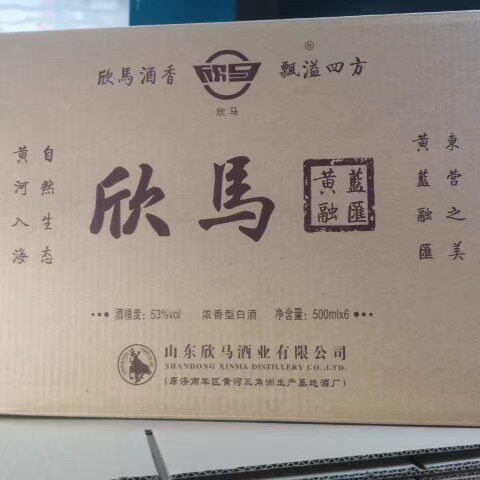 欣馬酒香
欣马
®
飄溢四方
欣马
自然生态
黄河入海
欣馬
藍匯
黄融
東营之美
黄藍融匯
酒精度：53%vol 浓香型白酒 净含量：500mlx6
山东欣马酒业有限公司
SHANDONG XINMA DISTILLERY CO.,LTD.
（原济南军区黄河三角洲生产基地酒厂）